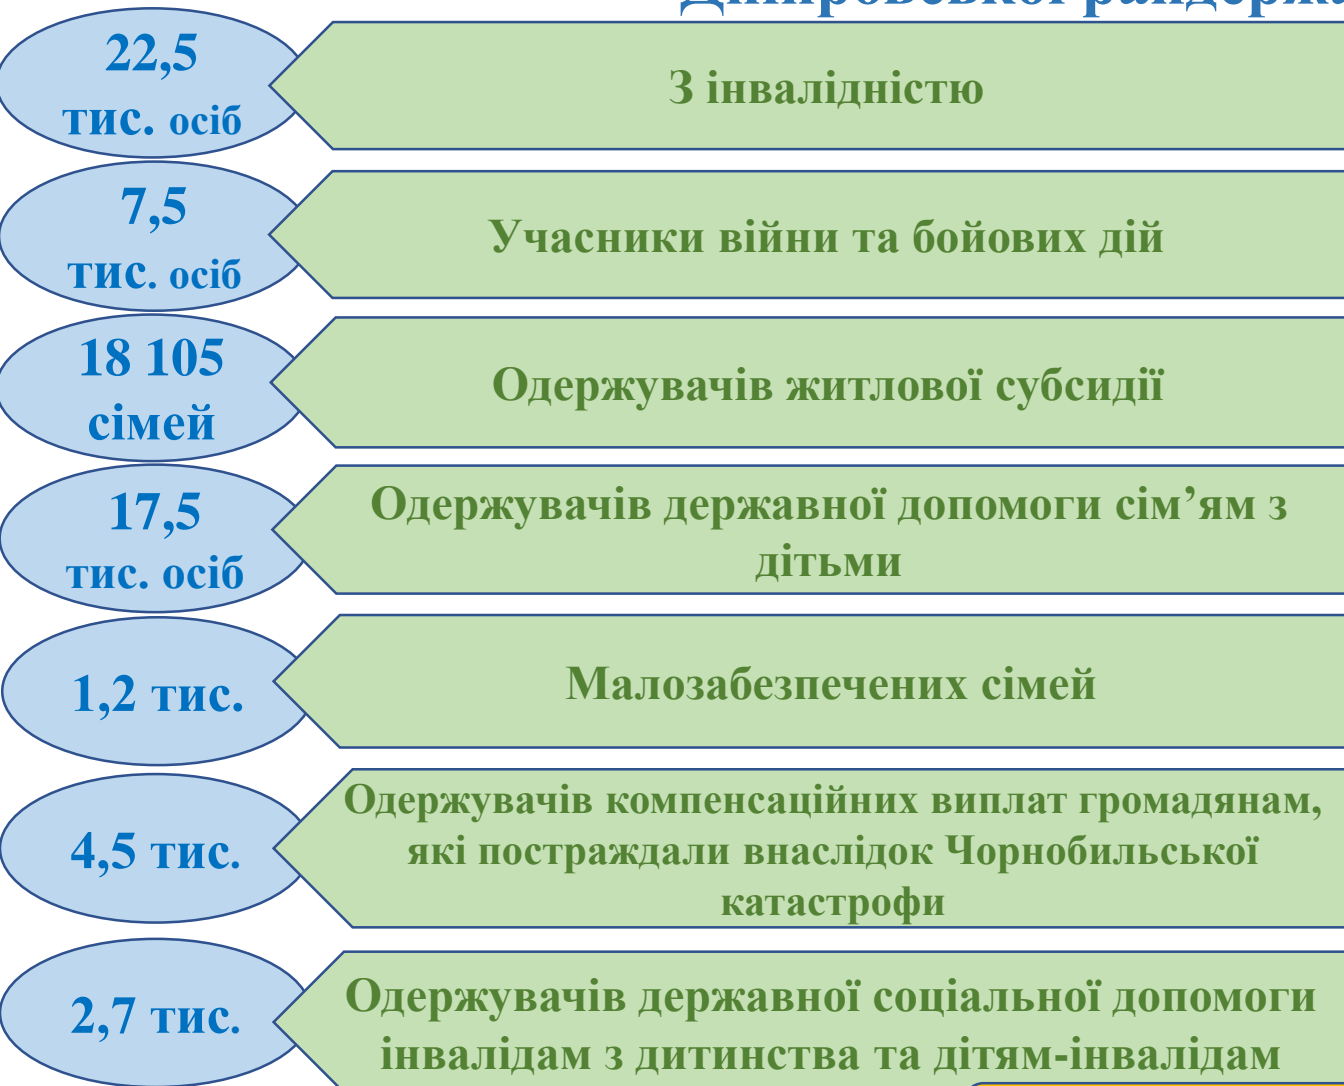 22,5
тис. осіб
З інвалідністю
7,5
тис. осіб
Учасники війни та бойових дій
18 105
сімей
Одержувачів житлової субсидії
17,5
тис. осіб
Одержувачів державної допомоги сім’ям з
дітьми
1,2 тис.
Малозабезпечених сімей
4,5 тис.
Одержувачів компенсаційних виплат громадянам,
які постраждали внаслідок Чорнобильської
катастрофи
2,7 тис.
Одержувачів державної соціальної допомоги
інвалідам з дитинства та дітям-інвалідам